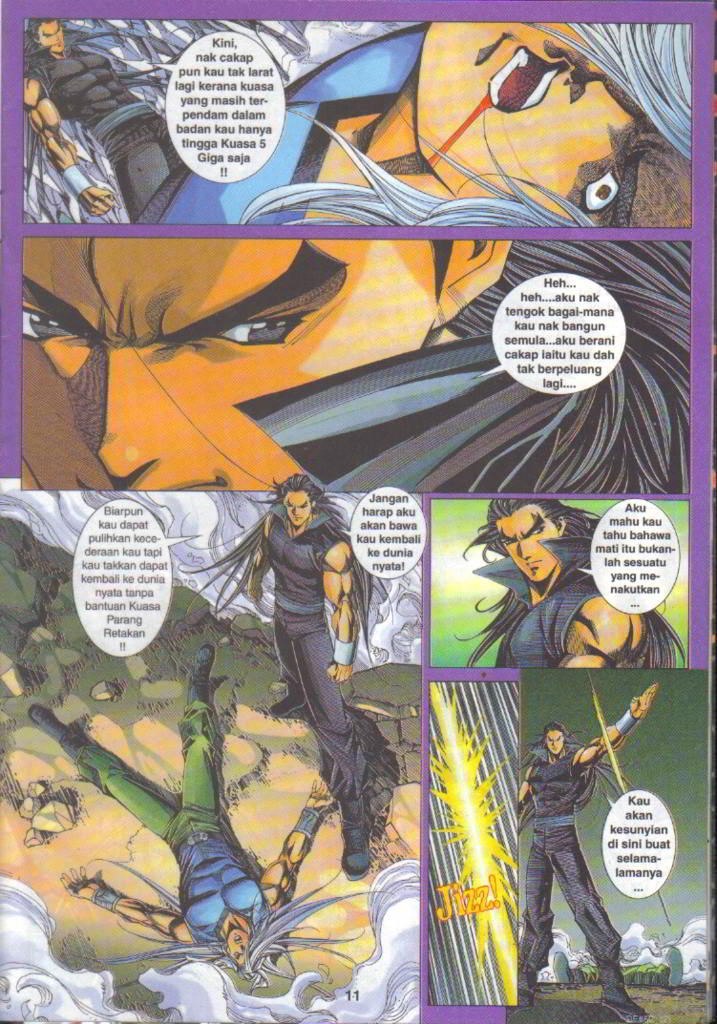 Kini,
nak cakap
pun kau tak larat
lagi kerana kuasa
yang masih ter-
pendam dalam
badan kau hanya
tingga Kuasa 5
Giga saja
!!
Heh...
heh....aku nak
tengok bagai-mana
kau nak bangun
semula...aku berani
cakap iaitu kau dah
tak berpeluang
lagi....
Biarpun
kau dapat
pulihkan kece-
deraan kau tapi
kau takkan dapat
kembali ke dunia
nyata tanpa
bantuan Kuasa
Parang
Retakan
!!
Jangan
harap aku
akan bawa
kau kembali
ke dunia
nyata!
Aku
mahu kau
tahu bahawa
mati itu bukan-
lah sesuatu
yang me-
nakutkan
...
Jizz!
Kau
akan
kesunyian
di sini buat
selama-
lamanya
...
11